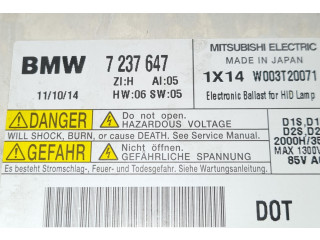 MITSUBISHI ELECTRIC
MADE IN JAPAN
BMW 7 237 647
1X14 W003T20071
ZI:H AI:05
11/10/14 HW:06 SW:05
Electronic Ballast for HID Lamp
DANGER
Do not open.
HAZARDOUS VOLTAGE
WILL SHOCK, BURN, or cause DEATH. See Service Manual.
GEFAHR
Nicht öffnen.
GEFÄHRLICHE SPANNUNG
Es besteht Stromschlag-, Feuer- und Todesgefahr. Siehe Wartungsanleitung.
D1S, D1
D2S, D2
2000H/35
MAX 1300V
85V
DOT